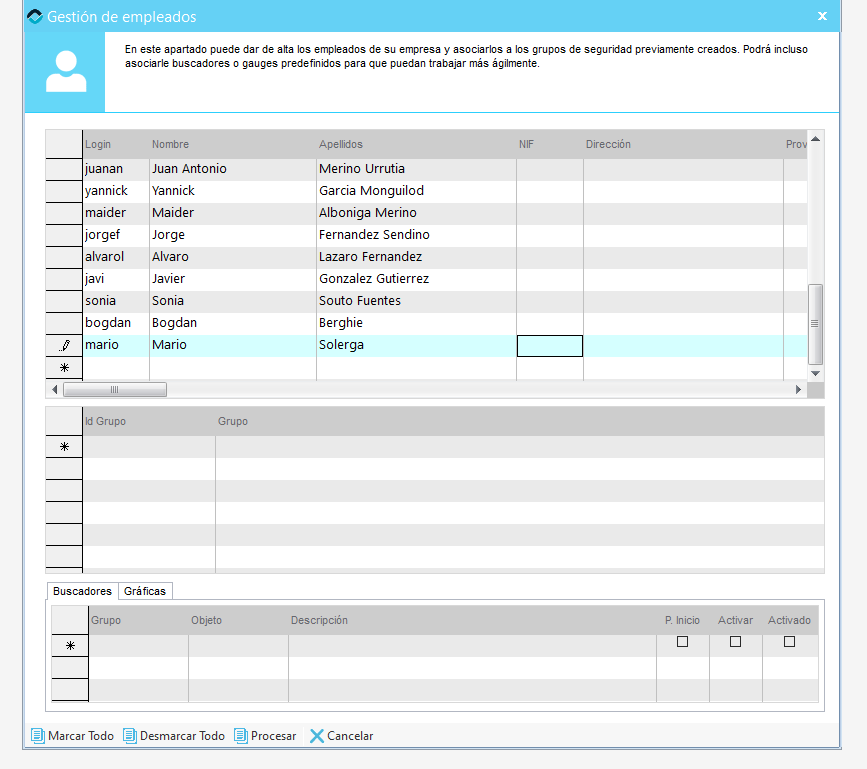 Gestión de empleados
x
En este apartado puede dar de alta los empleados de su empresa y asociarlos a los grupos de seguridad previamente creados. Podrá incluso
asociarle buscadores o gauges predefinidos para que puedan trabajar más ágilmente.
Login Nombre Apellidos NIF Dirección Prov
juanan Juan Antonio Merino Urrutia
yannick Yannick Garcia Monguilod
maider Maider Alboniga Merino
jorgef Jorge Fernandez Sendino
alvarol Alvaro Lazaro Fernandez
javi Javier Gonzalez Gutierrez
sonia Sonia Souto Fuentes
bogdan Bogdan Berghie
mario Mario Solerga
Id Grupo Grupo
Buscadores Gráficas
Grupo Objeto Descripción P. Inicio Activar Activado
Marcar Todo Desmarcar Todo Procesar Cancelar